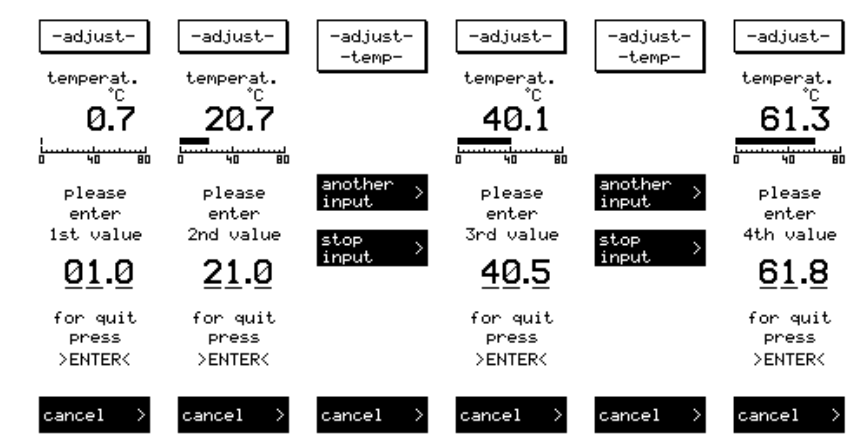 -adjust-
temperat.
°C
0.7
0 40 80
please
enter
1st value
01.0
for quit
press
>ENTER<
cancel >
-adjust-
temperat.
°C
20.7
0 40 80
please
enter
2nd value
21.0
for quit
press
>ENTER<
cancel >
-adjust-
-temp-
another >
input
stop >
input
cancel >
-adjust-
temperat.
°C
40.1
0 40 80
please
enter
3rd value
40.5
for quit
press
>ENTER<
cancel >
-adjust-
-temp-
another >
input
stop >
input
cancel >
-adjust-
temperat.
°C
61.3
0 40 80
please
enter
4th value
61.8
for quit
press
>ENTER<
cancel >